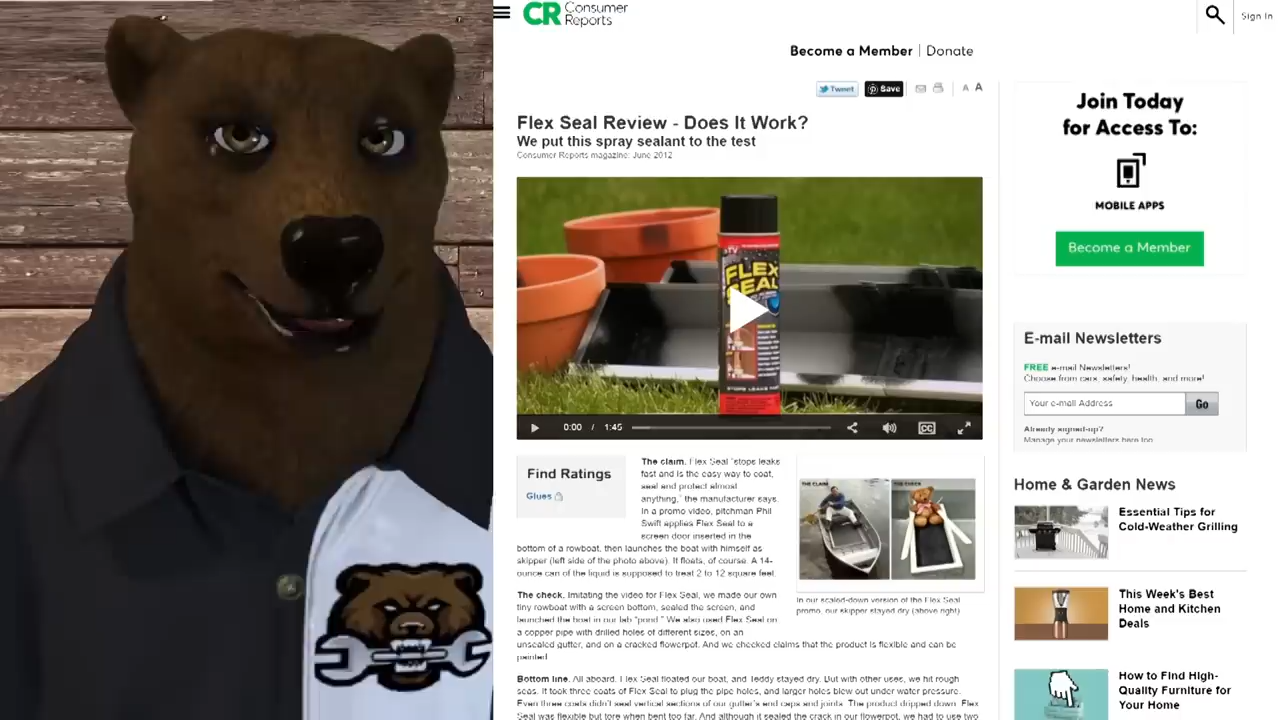 CR Consumer
Reports
Sign In
Become a Member | Donate
Tweet
Save
A A
Flex Seal Review - Does It Work?
We put this spray sealant to the test
Consumer Reports magazine: June 2012
FLEX
SEAL
0:00 / 1:45
CC
Find Ratings
Glues
The claim. Flex Seal "stops leaks
fast and is the easy way to coat,
seal and protect almost
anything," the manufacturer says.
In a promo video, pitchman Phil
Swift applies Flex Seal to a
screen door inserted in the
bottom of a rowboat, then launches the boat with himself as
skipper (left side of the photo above). It floats, of course. A 14-
ounce can of the liquid is supposed to treat 2 to 12 square feet.
THE CLAIM
THE CHECK
In our scaled-down version of the Flex Seal
promo, our skipper stayed dry (above right)
The check. Imitating the video for Flex Seal, we made our own
tiny rowboat with a screen bottom, sealed the screen, and
launched the boat in our lab "pond." We also used Flex Seal on
a copper pipe with drilled holes of different sizes, on an
unsealed gutter, and on a cracked flowerpot. And we checked claims that the product is flexible and can be
painted.
Bottom line. All aboard. Flex Seal floated our boat, and Teddy stayed dry. But with other uses, we hit rough
seas. It took three coats of Flex Seal to plug the pipe holes, and larger holes blew out under water pressure.
Even three coats didn't seal vertical sections of our gutter's end caps and joints. The product dripped down. Flex
Seal was flexible but tore when bent too far. And although it sealed the crack in our flowerpot, we had to use two
Join Today
for Access To:
MOBILE APPS
Become a Member
E-mail Newsletters
FREE e-mail Newsletters!
Choose from cars, safety, health, and more!
Your e-mail Address
Go
Already signed-up?
Manage your newsletters here too
Home & Garden News
Essential Tips for
Cold-Weather Grilling
This Week's Best
Home and Kitchen
Deals
How to Find High-
Quality Furniture for
Your Home